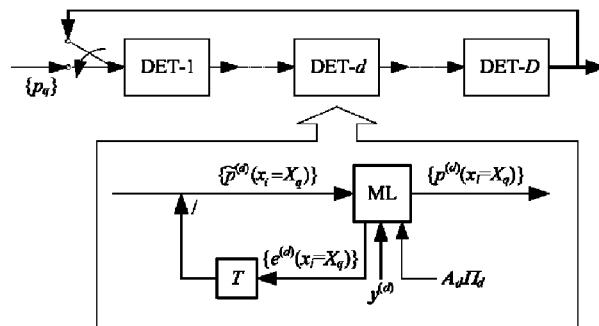 DET-1 DET-d DET-D
{p_q}
{p̃^(d)(x_i=X_q)} ML {p^(d)(x_i=X_q)}
/
{e^(d)(x_i=X_q)}
T
y^(d) A_dΠ_d